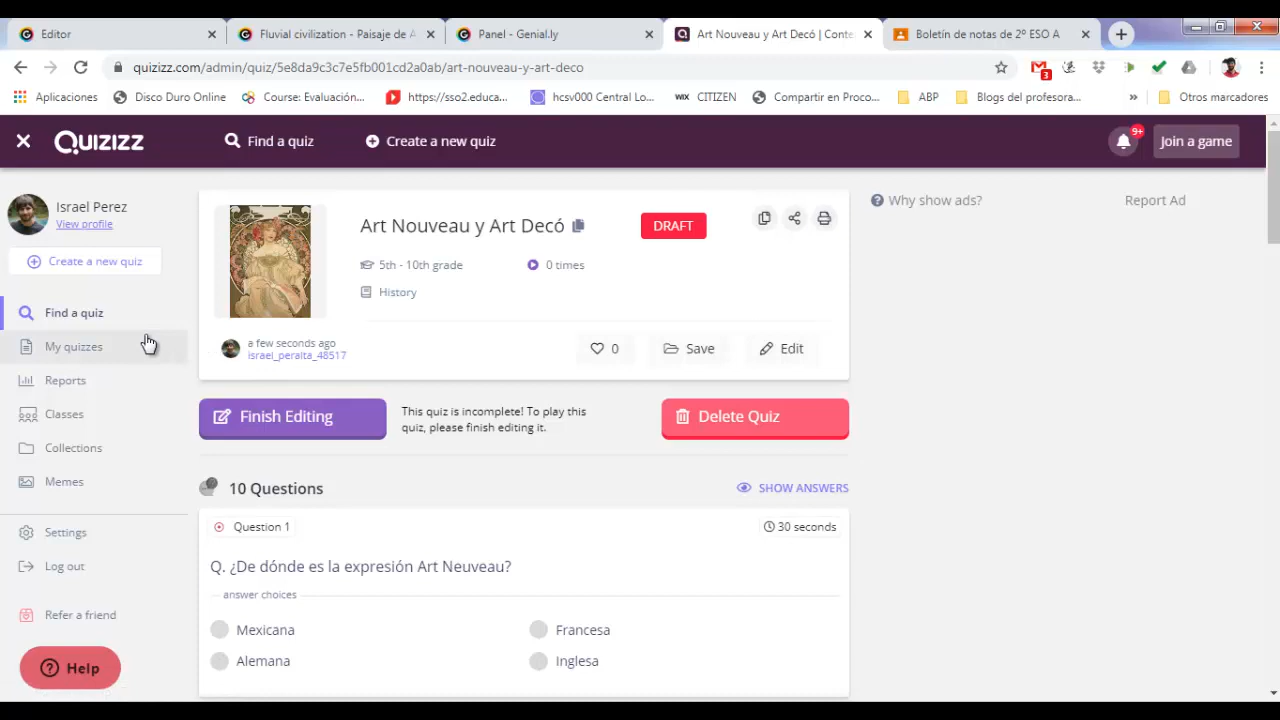 Editor
Fluvial civilization - Paisaje de A
Panel - Genial.ly
Art Nouveau y Art Decó | Conte
Boletín de notas de 2º ESO A
quizizz.com/admin/quiz/5e8da9c3c7e5fb001cd2a0ab/art-nouveau-y-art-deco
3
Aplicaciones
Disco Duro Online
Course: Evaluación...
https://sso2.educa...
hcsv000 Central Lo...
WIX CITIZEN
Compartir en Proco...
ABP
Blogs del profesora...
»
Otros marcadores
Quizizz
Find a quiz
Create a new quiz
9+
Join a game
Israel Perez
View profile
Create a new quiz
Find a quiz
My quizzes
Reports
Classes
Collections
Memes
Settings
Log out
Refer a friend
Help
Art Nouveau y Art Decó
DRAFT
5th - 10th grade
0 times
History
a few seconds ago
israel_peralta_48517
0
Save
Edit
Finish Editing
This quiz is incomplete! To play this
quiz, please finish editing it.
Delete Quiz
10 Questions
SHOW ANSWERS
Question 1
30 seconds
Q. ¿De dónde es la expresión Art Neuveau?
answer choices
Mexicana
Francesa
Alemana
Inglesa
Why show ads?
Report Ad